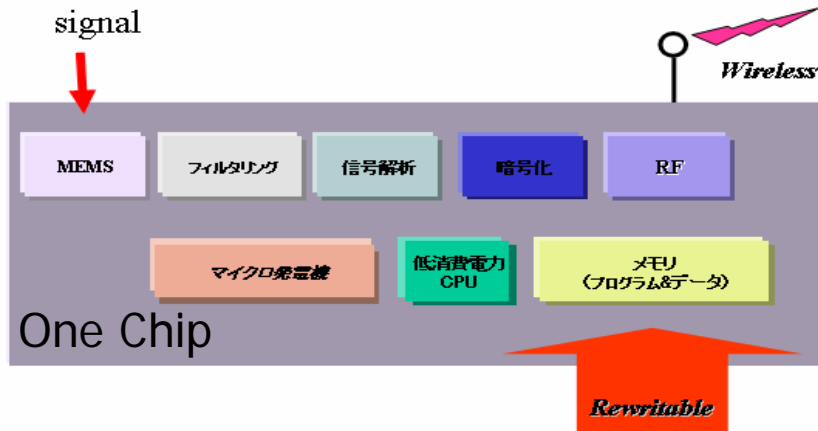 signal
Wireless
MEMS
フィルタリング
信号解析
暗号化
RF
マイクロ発電機
低消費電力
CPU
メモリ
(プログラム&データ)
One Chip
Rewritable